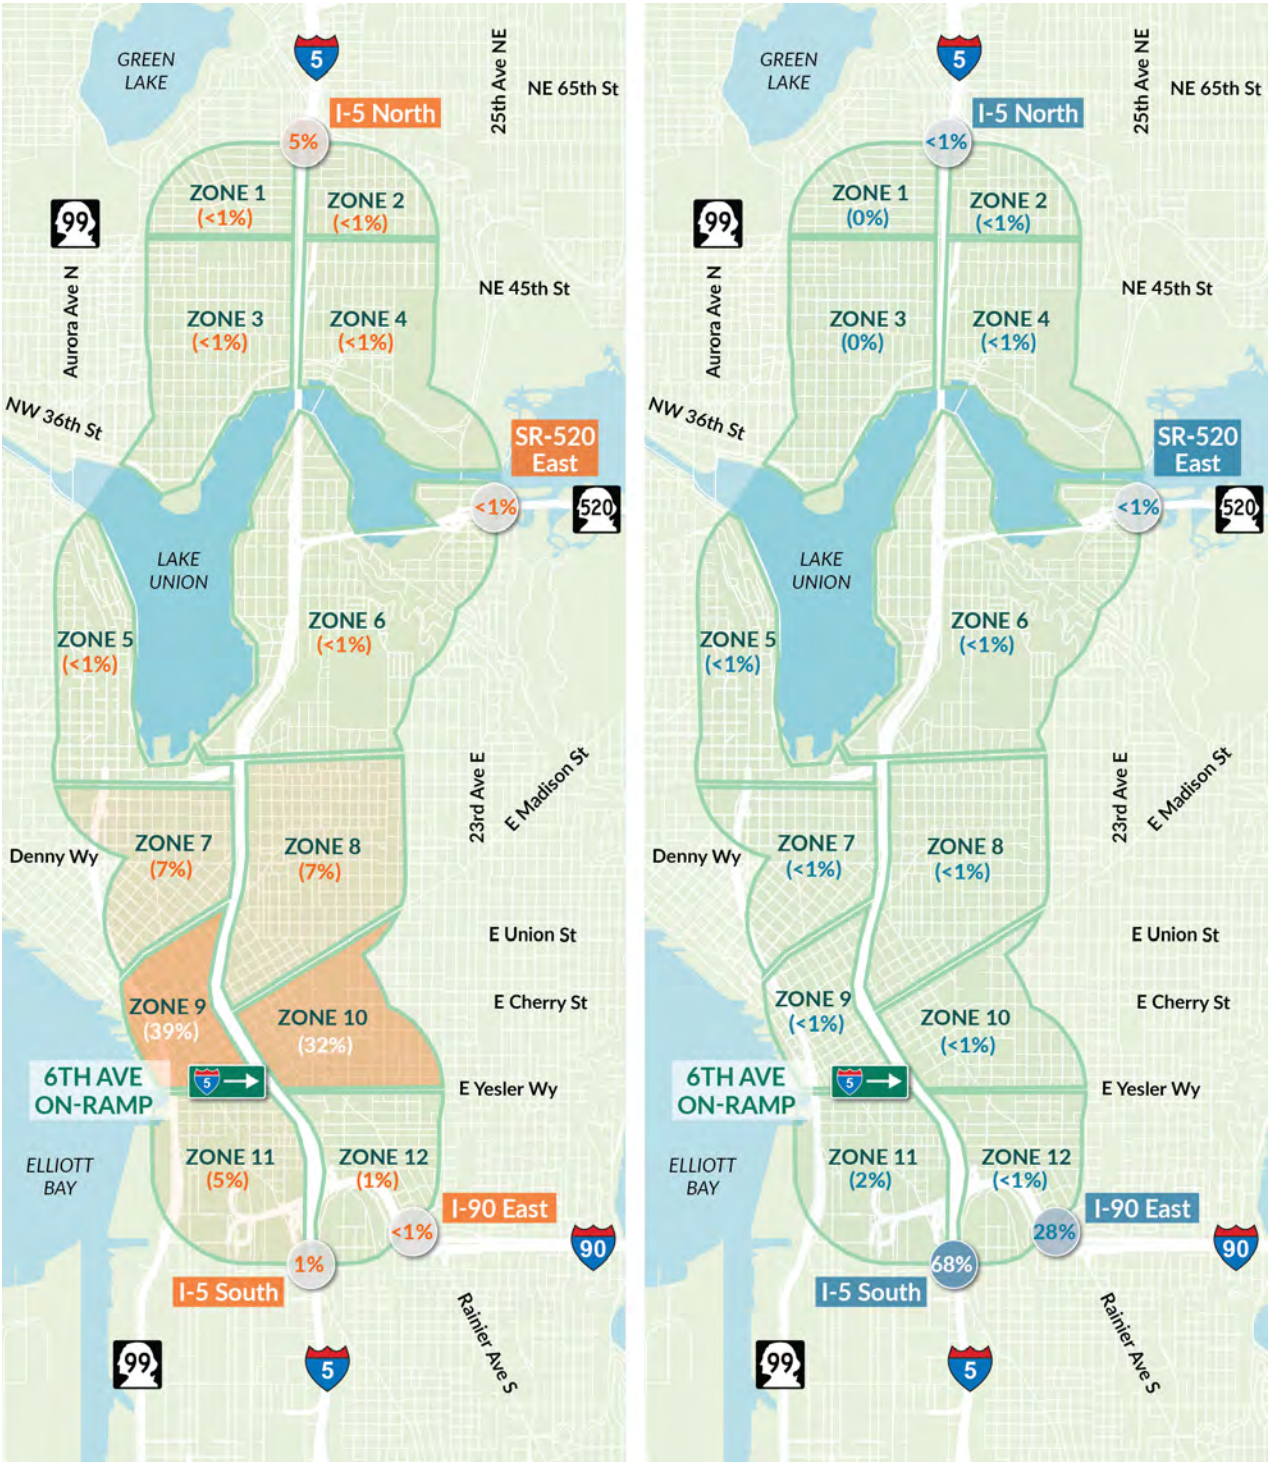 GREEN
LAKE
5
25th Ave NE
NE 65th St
I-5 North
5%
ZONE 1
(<1%)
ZONE 2
(<1%)
99
Aurora Ave N
NE 45th St
ZONE 3
(<1%)
ZONE 4
(<1%)
NW 36th St
SR-520
East
<1%
520
LAKE
UNION
ZONE 5
(<1%)
ZONE 6
(<1%)
23rd Ave E
E Madison St
Denny Wy
ZONE 7
(7%)
ZONE 8
(7%)
E Union St
ZONE 9
(39%)
ZONE 10
(32%)
E Cherry St
6TH AVE
ON-RAMP
5
E Yesler Wy
ELLIOTT
BAY
ZONE 11
(5%)
ZONE 12
(1%)
I-90 East
<1%
90
1%
I-5 South
Rainier Ave S
99
5
GREEN
LAKE
5
25th Ave NE
NE 65th St
I-5 North
<1%
ZONE 1
(0%)
ZONE 2
(<1%)
99
Aurora Ave N
NE 45th St
ZONE 3
(0%)
ZONE 4
(<1%)
NW 36th St
SR-520
East
<1%
520
LAKE
UNION
ZONE 5
(<1%)
ZONE 6
(<1%)
23rd Ave E
E Madison St
Denny Wy
ZONE 7
(<1%)
ZONE 8
(<1%)
E Union St
ZONE 9
(<1%)
ZONE 10
(<1%)
E Cherry St
6TH AVE
ON-RAMP
5
E Yesler Wy
ELLIOTT
BAY
ZONE 11
(2%)
ZONE 12
(<1%)
I-90 East
28%
90
68%
I-5 South
Rainier Ave S
99
5